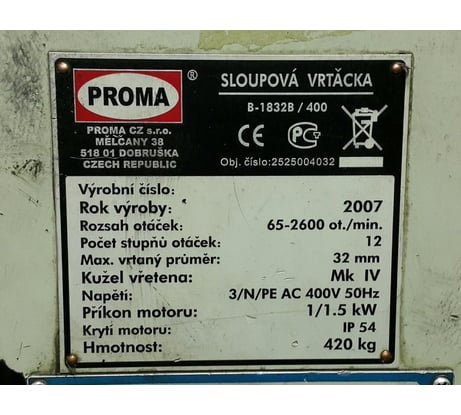 PROMA ®
PROMA CZ s.r.o.
MĚLČANY 38
518 01 DOBRUŠKA
CZECH REPUBLIC
SLOUPOVÁ VRTAČKA
B-1832B / 400
CE
Obj. číslo:2525004032
Výrobní číslo:
Rok výroby: 2007
Rozsah otáček: 65-2600 ot./min.
Počet stupňů otáček: 12
Max. vrtaný průměr: 32 mm
Kužel vřetena: Mk IV
Napětí: 3/N/PE AC 400V 50Hz
Příkon motoru: 1/1.5 kW
Krytí motoru: IP 54
Hmotnost: 420 kg